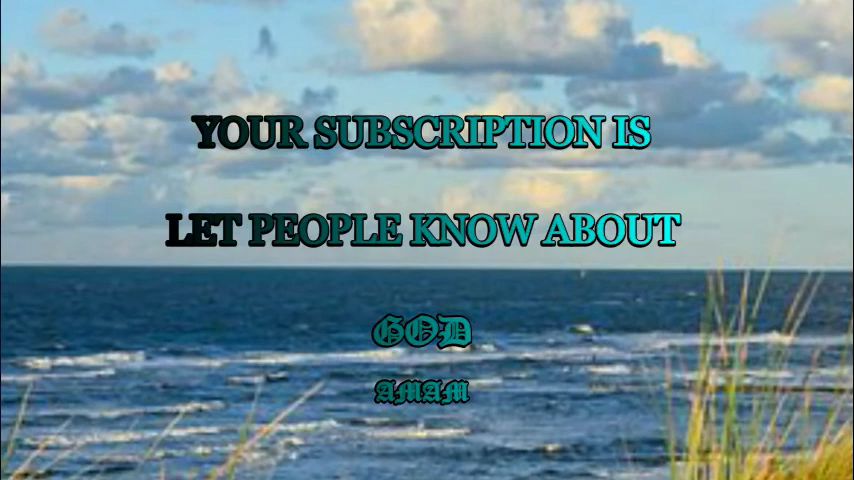 YOUR SUBSCRIPTION IS
LET PEOPLE KNOW ABOUT
GOD
AMAM